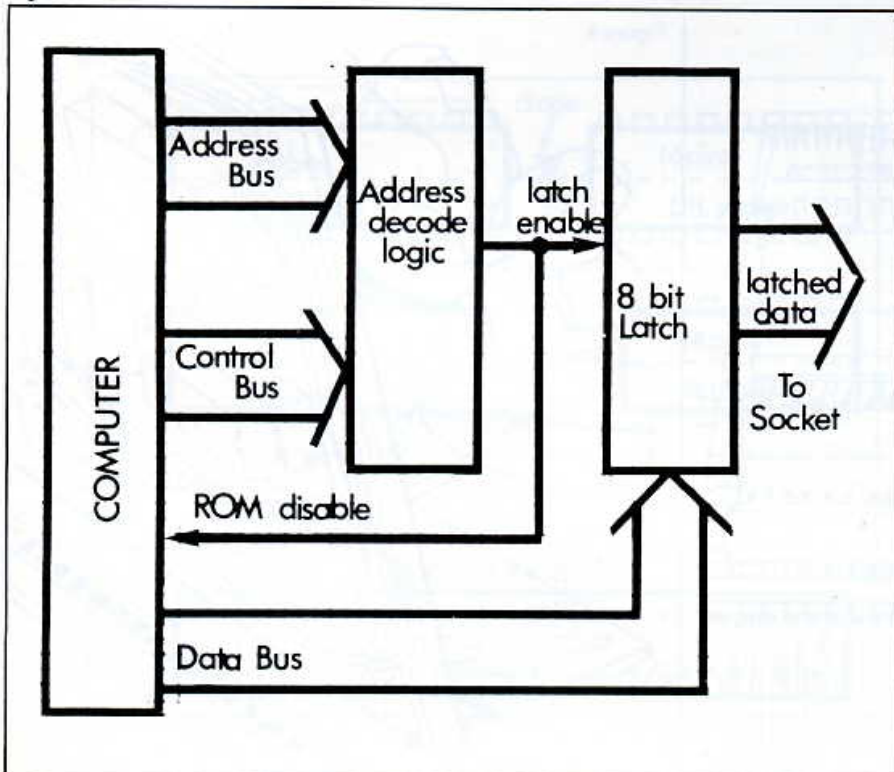 COMPUTER
Address
Bus
Control
Bus
ROM disable
Data Bus
Address
decode
logic
latch
enable
8 bit
Latch
latched
data
To
Socket